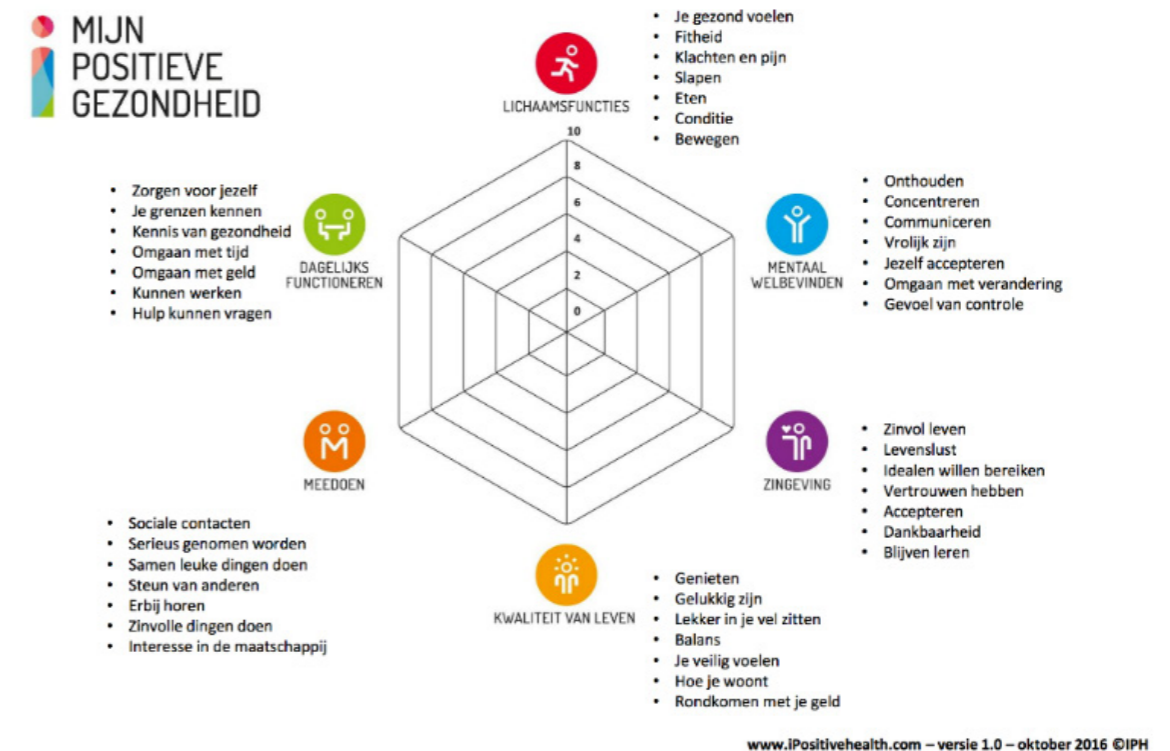 MIJN
POSITIEVE
GEZONDHEID
LICHAAMSFUNCTIES
• Je gezond voelen
• Fitheid
• Klachten en pijn
• Slapen
• Eten
• Conditie
• Bewegen
10
8
6
4
2
0
MENTAAL
WELBEVINDEN
• Onthouden
• Concentreren
• Communiceren
• Vrolijk zijn
• Jezelf accepteren
• Omgaan met verandering
• Gevoel van controle
ZINGEVING
• Zinvol leven
• Levenslust
• Idealen willen bereiken
• Vertrouwen hebben
• Accepteren
• Dankbaarheid
• Blijven leren
KWALITEIT VAN LEVEN
• Genieten
• Gelukkig zijn
• Lekker in je vel zitten
• Balans
• Je veilig voelen
• Hoe je woont
• Rondkomen met je geld
MEEDOEN
• Sociale contacten
• Serieus genomen worden
• Samen leuke dingen doen
• Steun van anderen
• Erbij horen
• Zinvolle dingen doen
• Interesse in de maatschappij
DAGELIJKS
FUNCTIONEREN
• Zorgen voor jezelf
• Je grenzen kennen
• Kennis van gezondheid
• Omgaan met tijd
• Omgaan met geld
• Kunnen werken
• Hulp kunnen vragen
www.iPositivehealth.com – versie 1.0 – oktober 2016 ©IPH